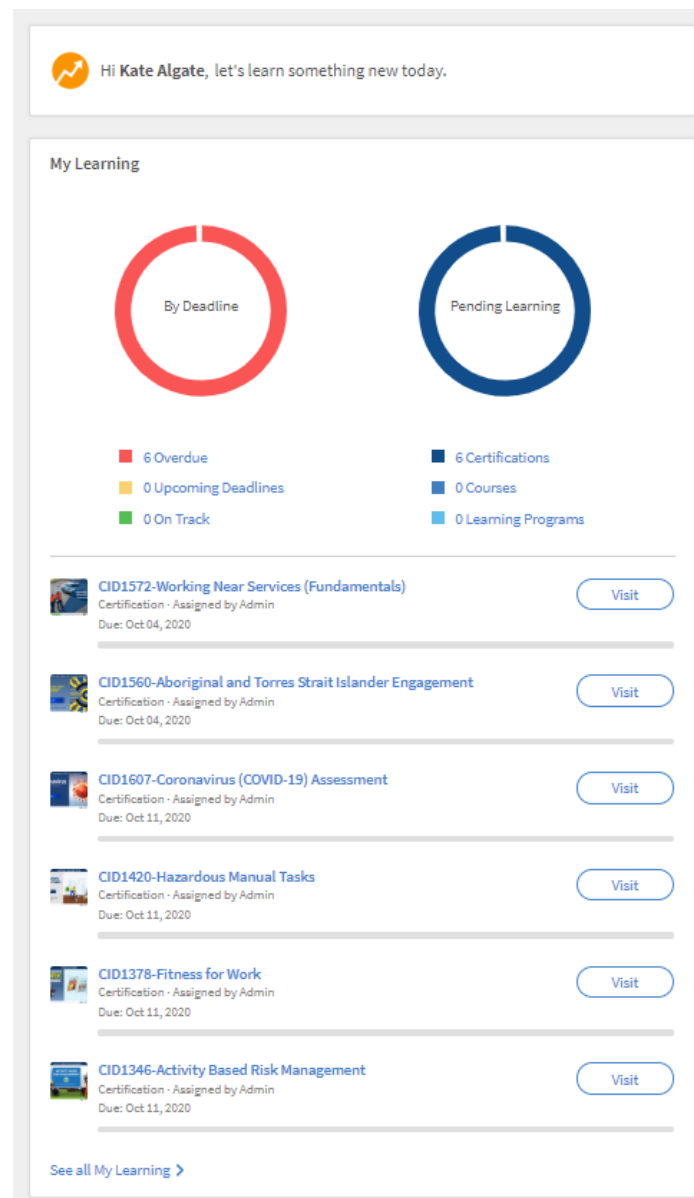 Hi Kate Algate, let's learn something new today.
My Learning
By Deadline
Pending Learning
6 Overdue
0 Upcoming Deadlines
0 On Track
6 Certifications
0 Courses
0 Learning Programs
CID1572-Working Near Services (Fundamentals)
Certification · Assigned by Admin
Due: Oct 04, 2020
Visit
CID1560-Aboriginal and Torres Strait Islander Engagement
Certification · Assigned by Admin
Due: Oct 04, 2020
Visit
CID1607-Coronavirus (COVID-19) Assessment
Certification · Assigned by Admin
Due: Oct 11, 2020
Visit
CID1420-Hazardous Manual Tasks
Certification · Assigned by Admin
Due: Oct 11, 2020
Visit
CID1378-Fitness for Work
Certification · Assigned by Admin
Due: Oct 11, 2020
Visit
CID1346-Activity Based Risk Management
Certification · Assigned by Admin
Due: Oct 11, 2020
Visit
See all My Learning